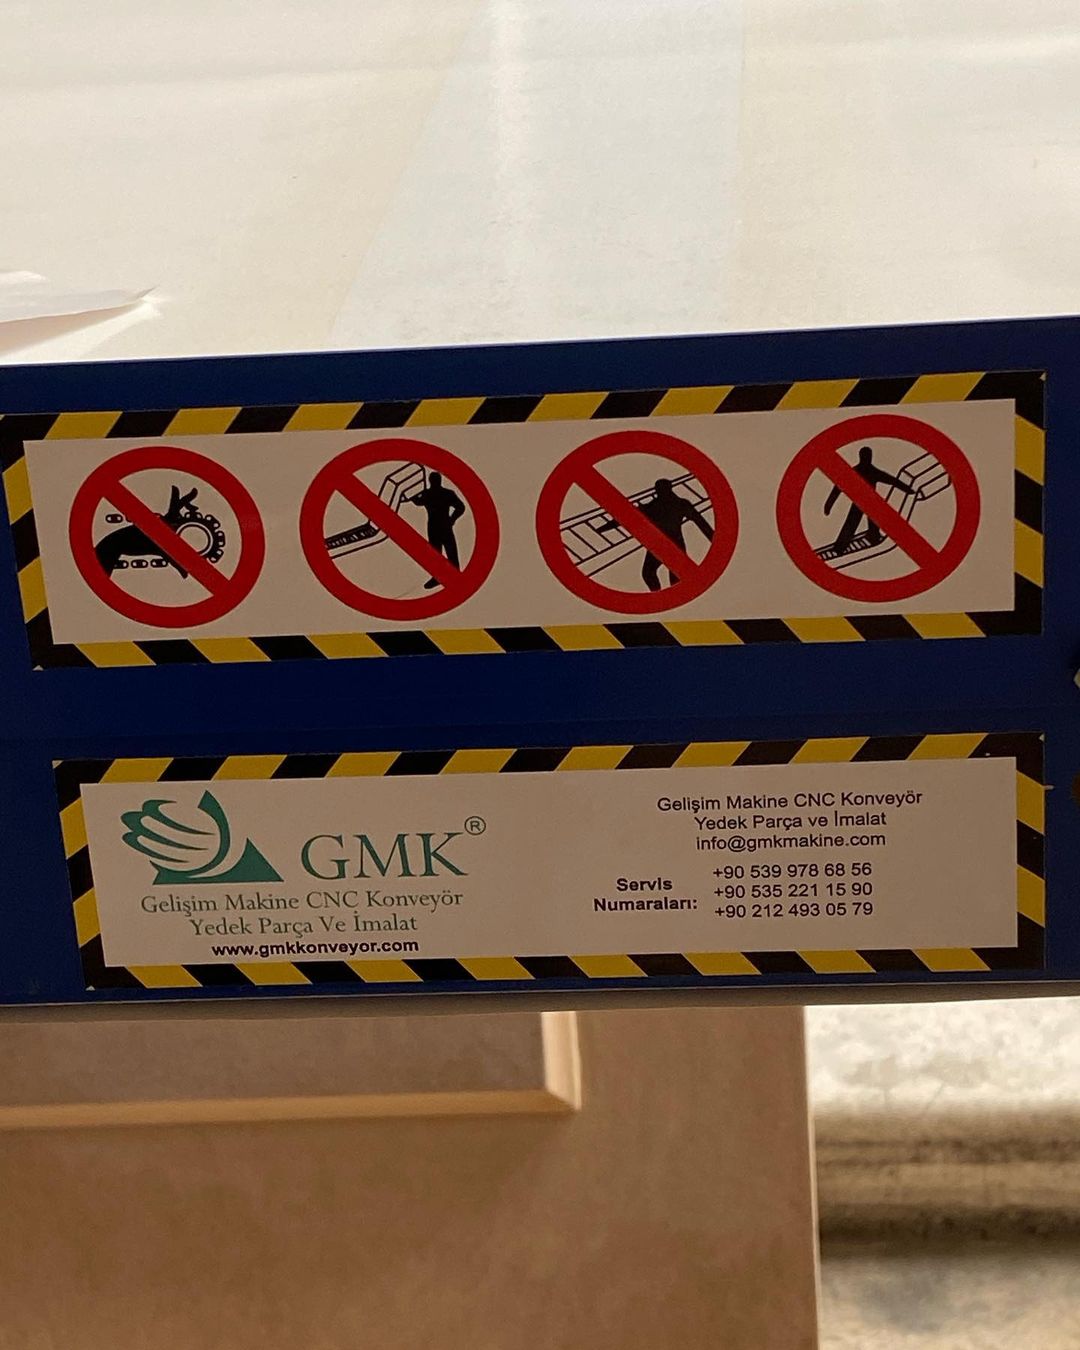 GMK®
Gelişim Makine CNC Konveyör
Yedek Parça Ve İmalat
www.gmkkonveyor.com
Gelişim Makine CNC Konveyör
Yedek Parça ve İmalat
info@gmkmakine.com
Servis
Numaraları:
+90 539 978 68 56
+90 535 221 15 90
+90 212 493 05 79